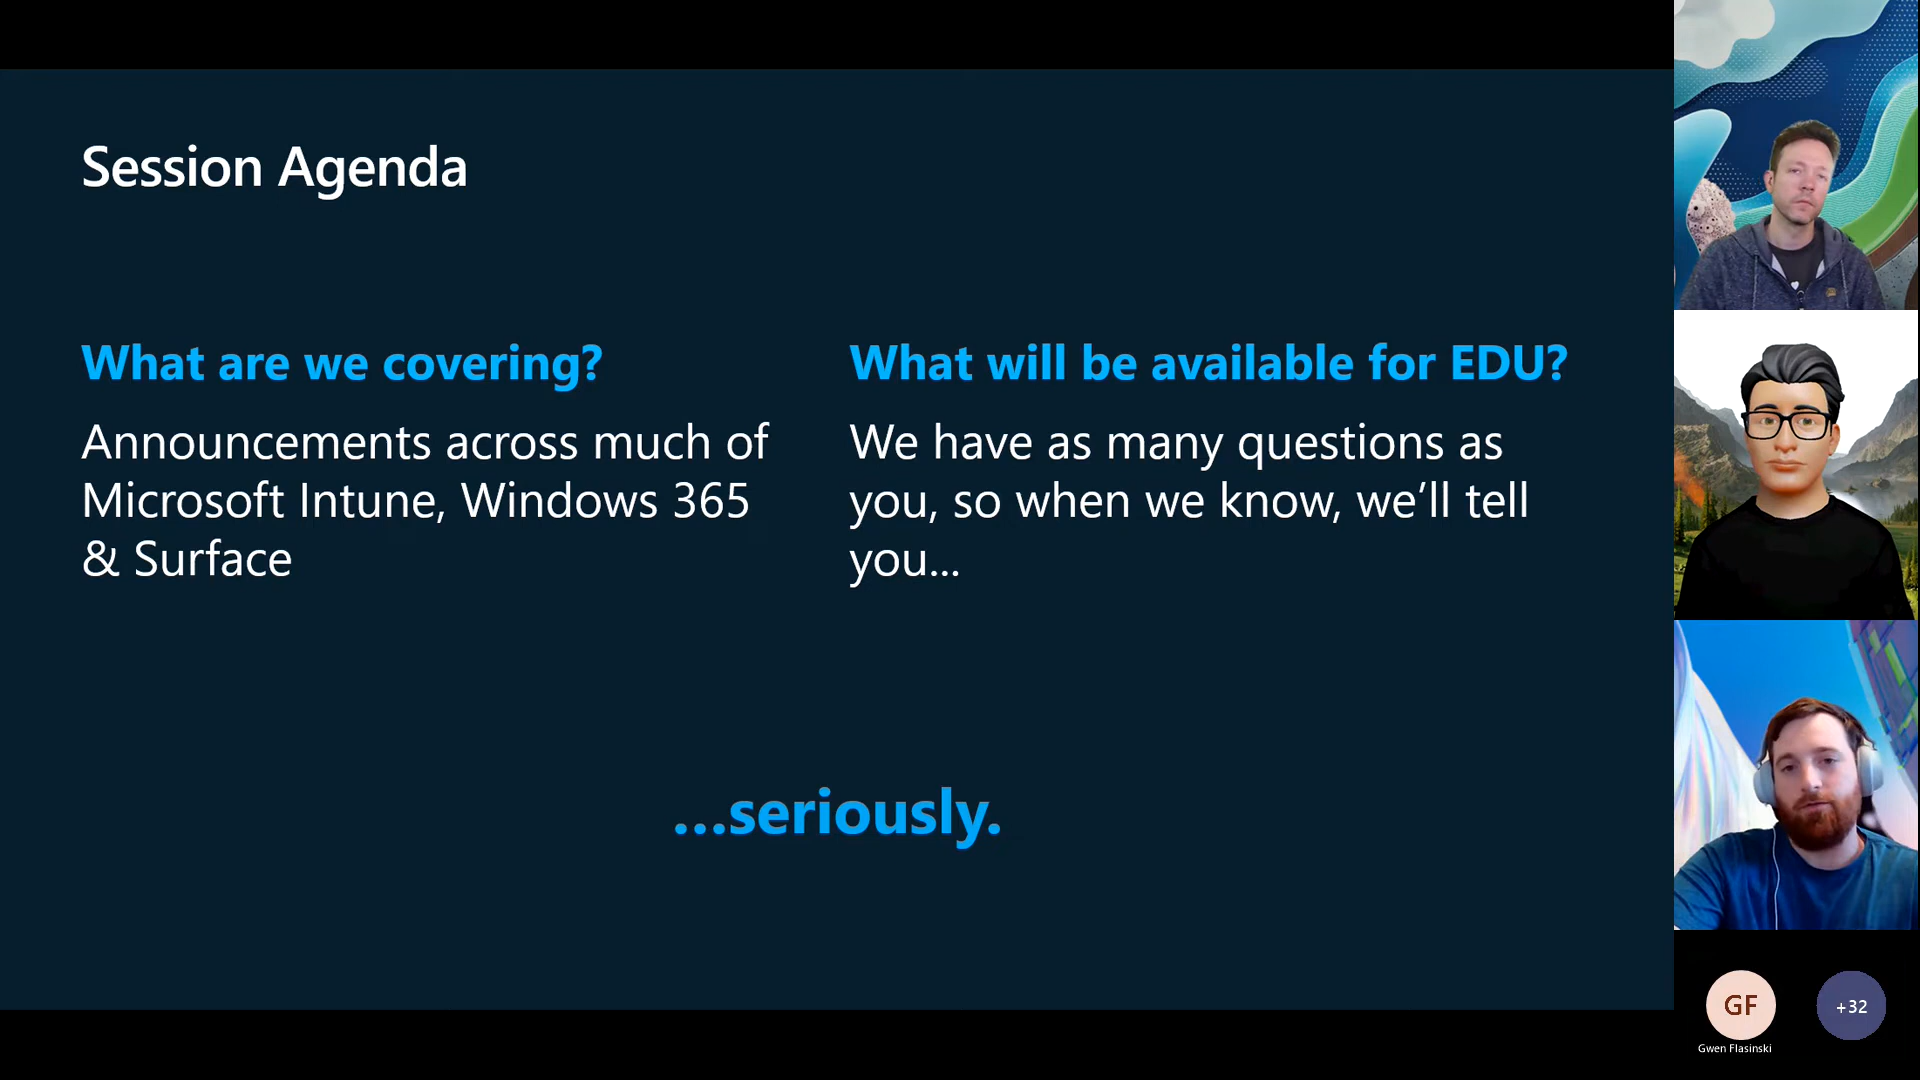 Session Agenda
What are we covering?
Announcements across much of
Microsoft Intune, Windows 365
& Surface
What will be available for EDU?
We have as many questions as
you, so when we know, we’ll tell
you...
...seriously.
GF
+32
Gwen Flasinski